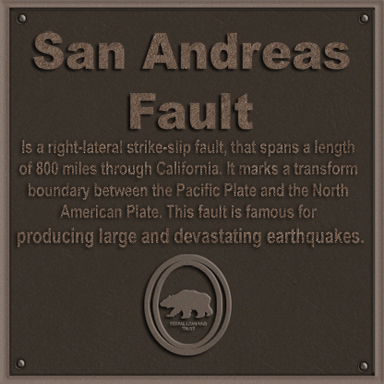 San Andreas
Fault
Is a right-lateral strike-slip fault, that spans a length
of 800 miles through California. It marks a transform
boundary between the Pacific Plate and the North
American Plate. This fault is famous for
producing large and devastating earthquakes.
TRUST